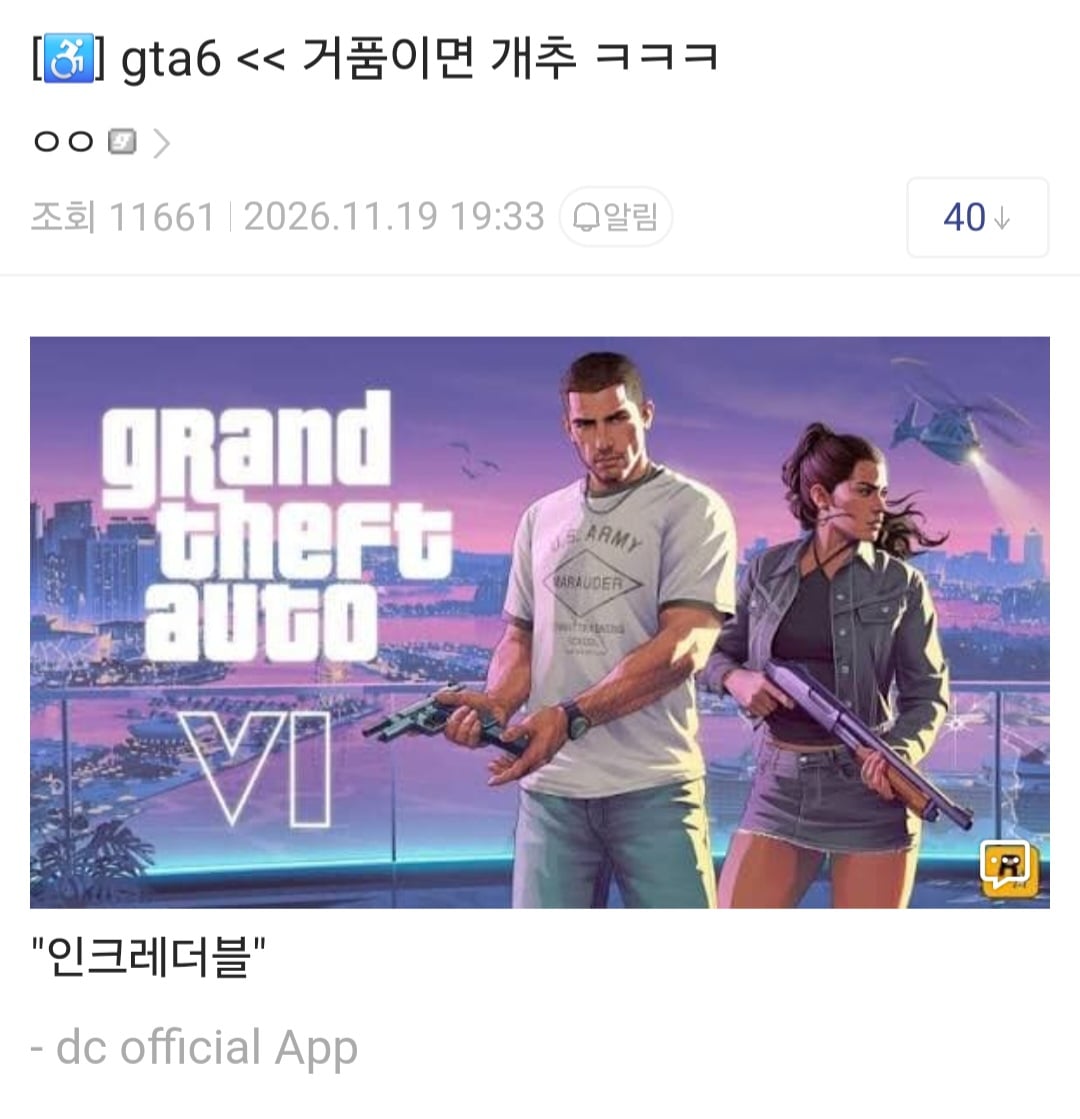 [♿] gta6 << 거품이면 개추 ㅋㅋㅋ
ㅇㅇ
조회 11661 2026.11.19 19:33 알림 40↓
grand
theft
auto
VI
U.S. ARMY
MARAUDER
SCHOOL
"인크레더블"
- dc official App